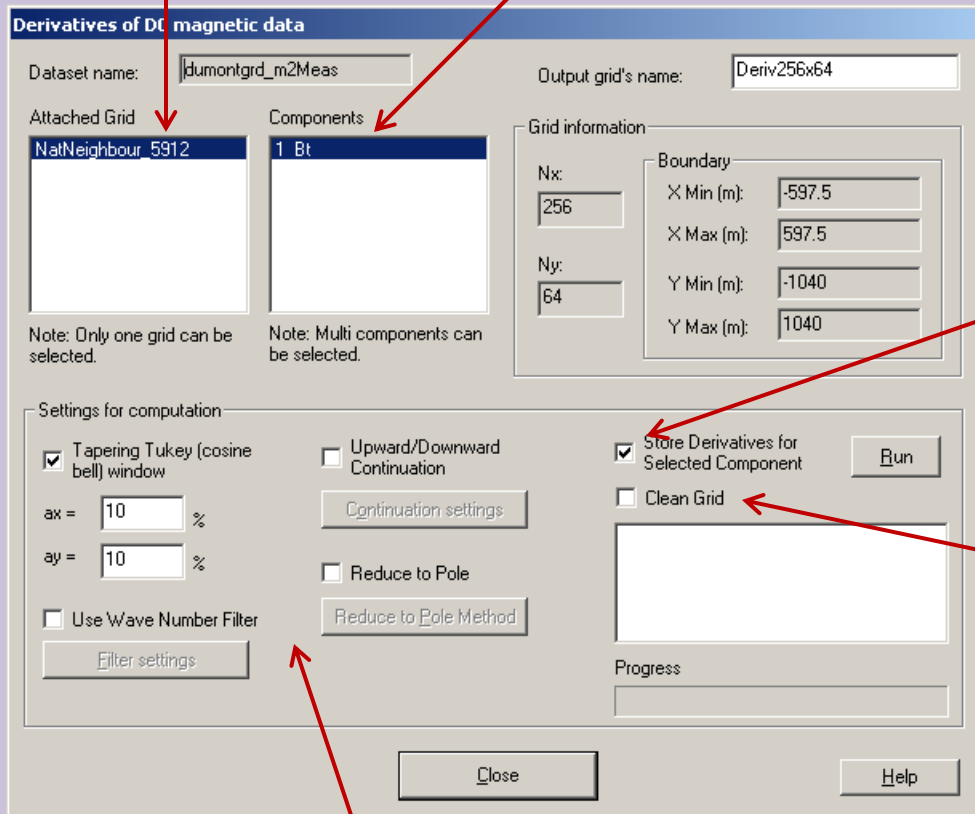 Derivatives of DC magnetic data
Dataset name:
dumontgrd_m2Meas
Output grid's name:
Deriv256x64
Attached Grid
NatNeighbour_5912
Note: Only one grid can be
selected.
Components
1 Bt
Note: Multi components can
be selected.
Grid information
Nx:
256
Ny:
64
Boundary
X Min (m):
-597.5
X Max (m):
597.5
Y Min (m):
-1040
Y Max (m):
1040
Settings for computation
Tapering Tukey (cosine
bell) window
ax =
10
%
ay =
10
%
Use Wave Number Filter
Filter settings
Upward/Downward
Continuation
Continuation settings
Reduce to Pole
Reduce to Pole Method
Store Derivatives for
Selected Component
Run
Clean Grid
Progress
Close
Help